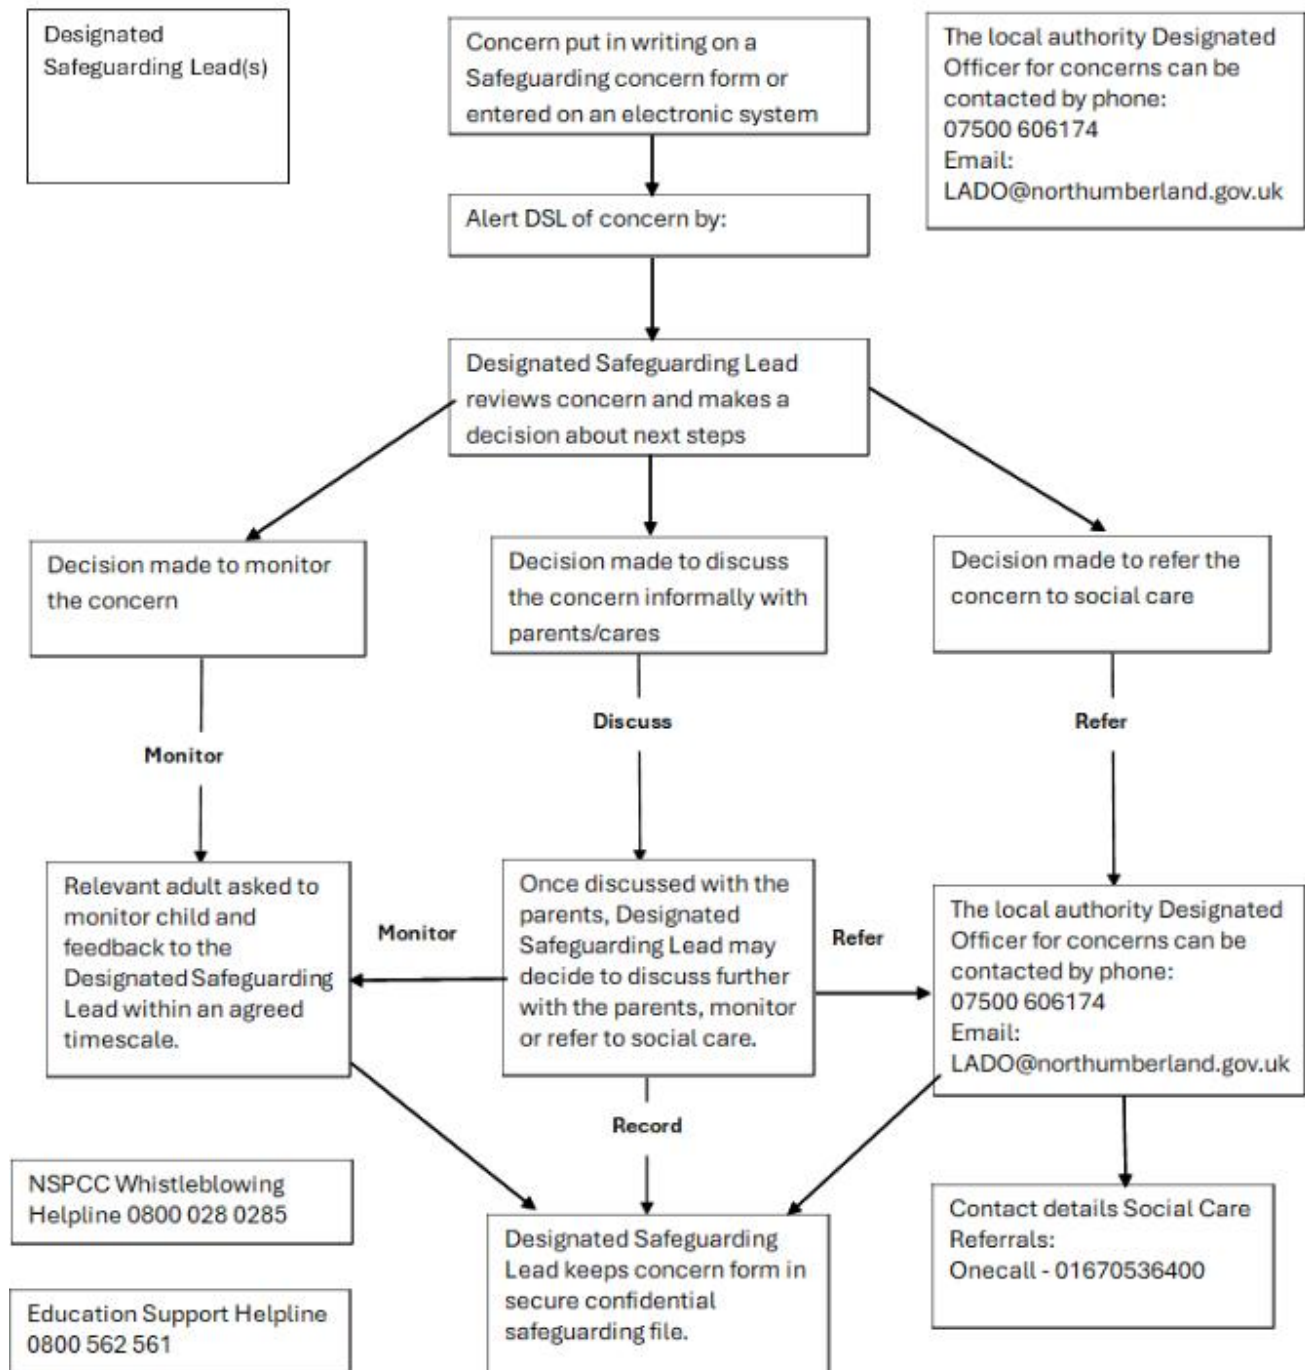 Designated
Safeguarding Lead(s)
Concern put in writing on a
Safeguarding concern form or
entered on an electronic system
The local authority Designated
Officer for concerns can be
contacted by phone:
07500 606174
Email:
LADO@northumberland.gov.uk
Alert DSL of concern by:
Designated Safeguarding Lead
reviews concern and makes a
decision about next steps
Decision made to monitor
the concern
Decision made to discuss
the concern informally with
parents/cares
Decision made to refer the
concern to social care
Monitor
Discuss
Refer
Relevant adult asked to
monitor child and
feedback to the
Designated Safeguarding
Lead within an agreed
timescale.
Monitor
Once discussed with the
parents, Designated
Safeguarding Lead may
decide to discuss further
with the parents, monitor
or refer to social care.
Refer
The local authority Designated
Officer for concerns can be
contacted by phone:
07500 606174
Email:
LADO@northumberland.gov.uk
Record
NSPCC Whistleblowing
Helpline 0800 028 0285
Designated Safeguarding
Lead keeps concern form in
secure confidential
safeguarding file.
Contact details Social Care
Referrals:
Onecall - 01670536400
Education Support Helpline
0800 562 561